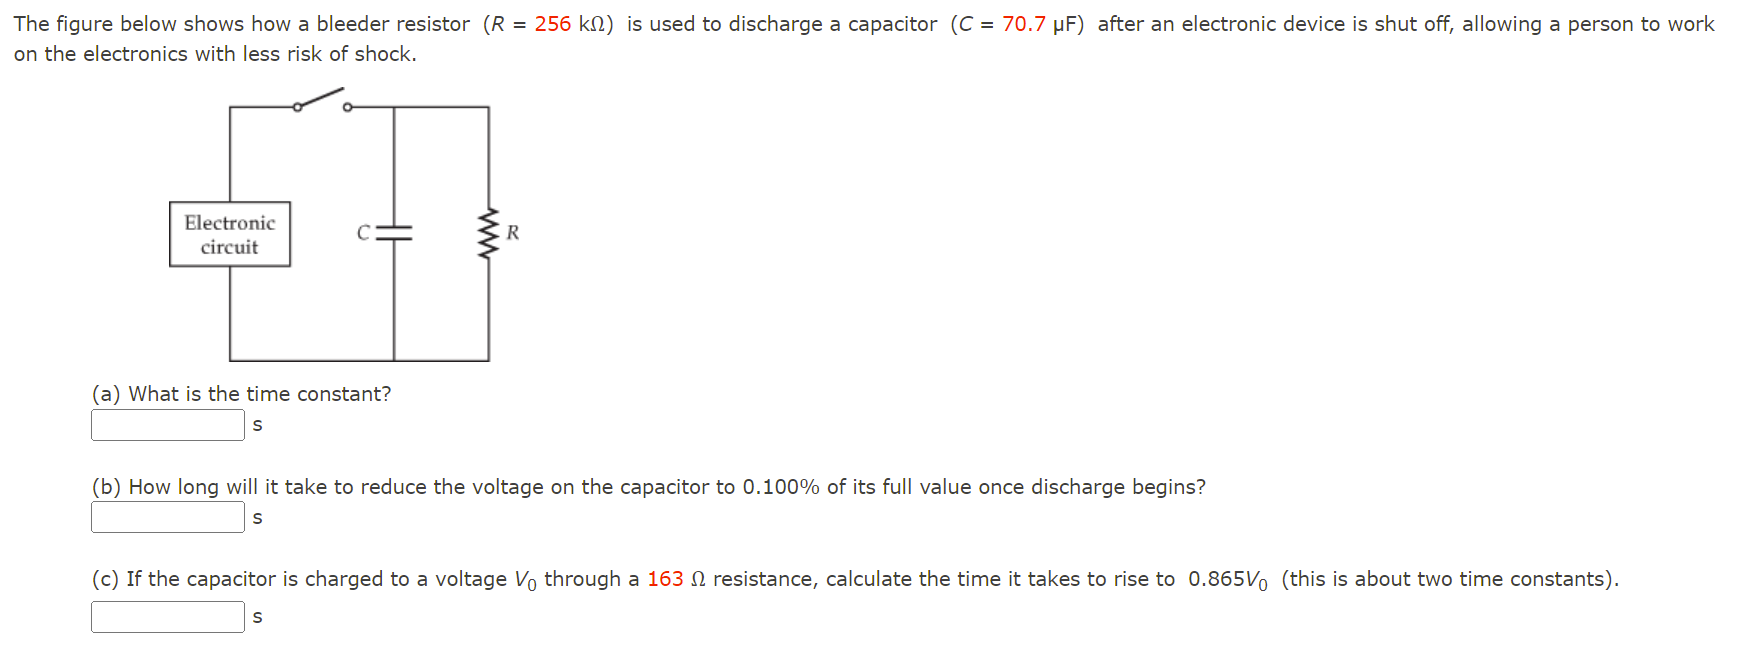 The figure below shows how a bleeder resistor (R = 256 kΩ) is used to discharge a capacitor (C = 70.7 µF) after an electronic device is shut off, allowing a person to work
on the electronics with less risk of shock.
Electronic
circuit
C
R
(a) What is the time constant?
s
(b) How long will it take to reduce the voltage on the capacitor to 0.100% of its full value once discharge begins?
s
(c) If the capacitor is charged to a voltage V₀ through a 163 Ω resistance, calculate the time it takes to rise to 0.865V₀ (this is about two time constants).
s